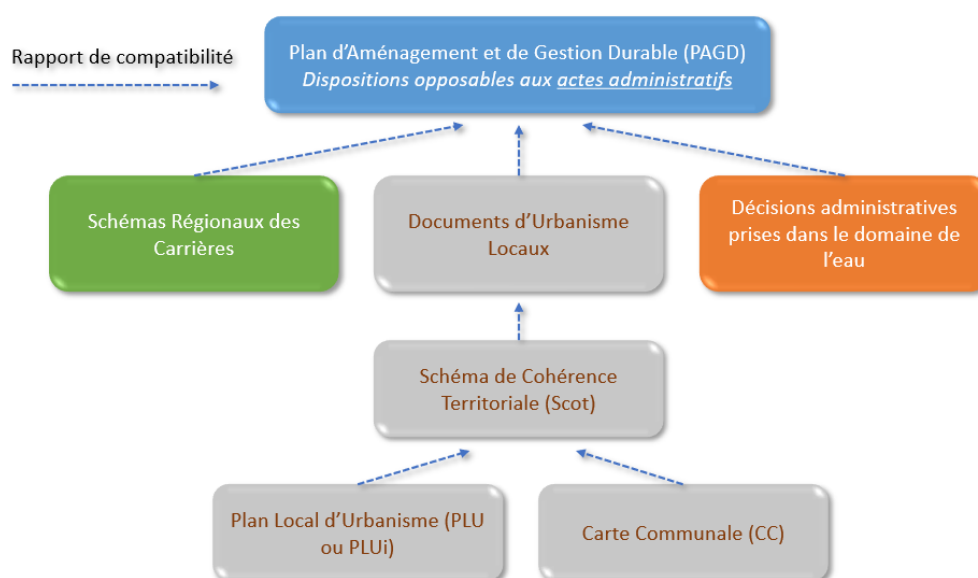 Plan d’Aménagement et de Gestion Durable (PAGD)
Dispositions opposables aux actes administratifs
Rapport de compatibilité
Schémas Régionaux des
Carrières
Documents d’Urbanisme
Locaux
Décisions administratives
prises dans le domaine de
l’eau
Schéma de Cohérence
Territoriale (Scot)
Plan Local d’Urbanisme (PLU
ou PLUi)
Carte Communale (CC)